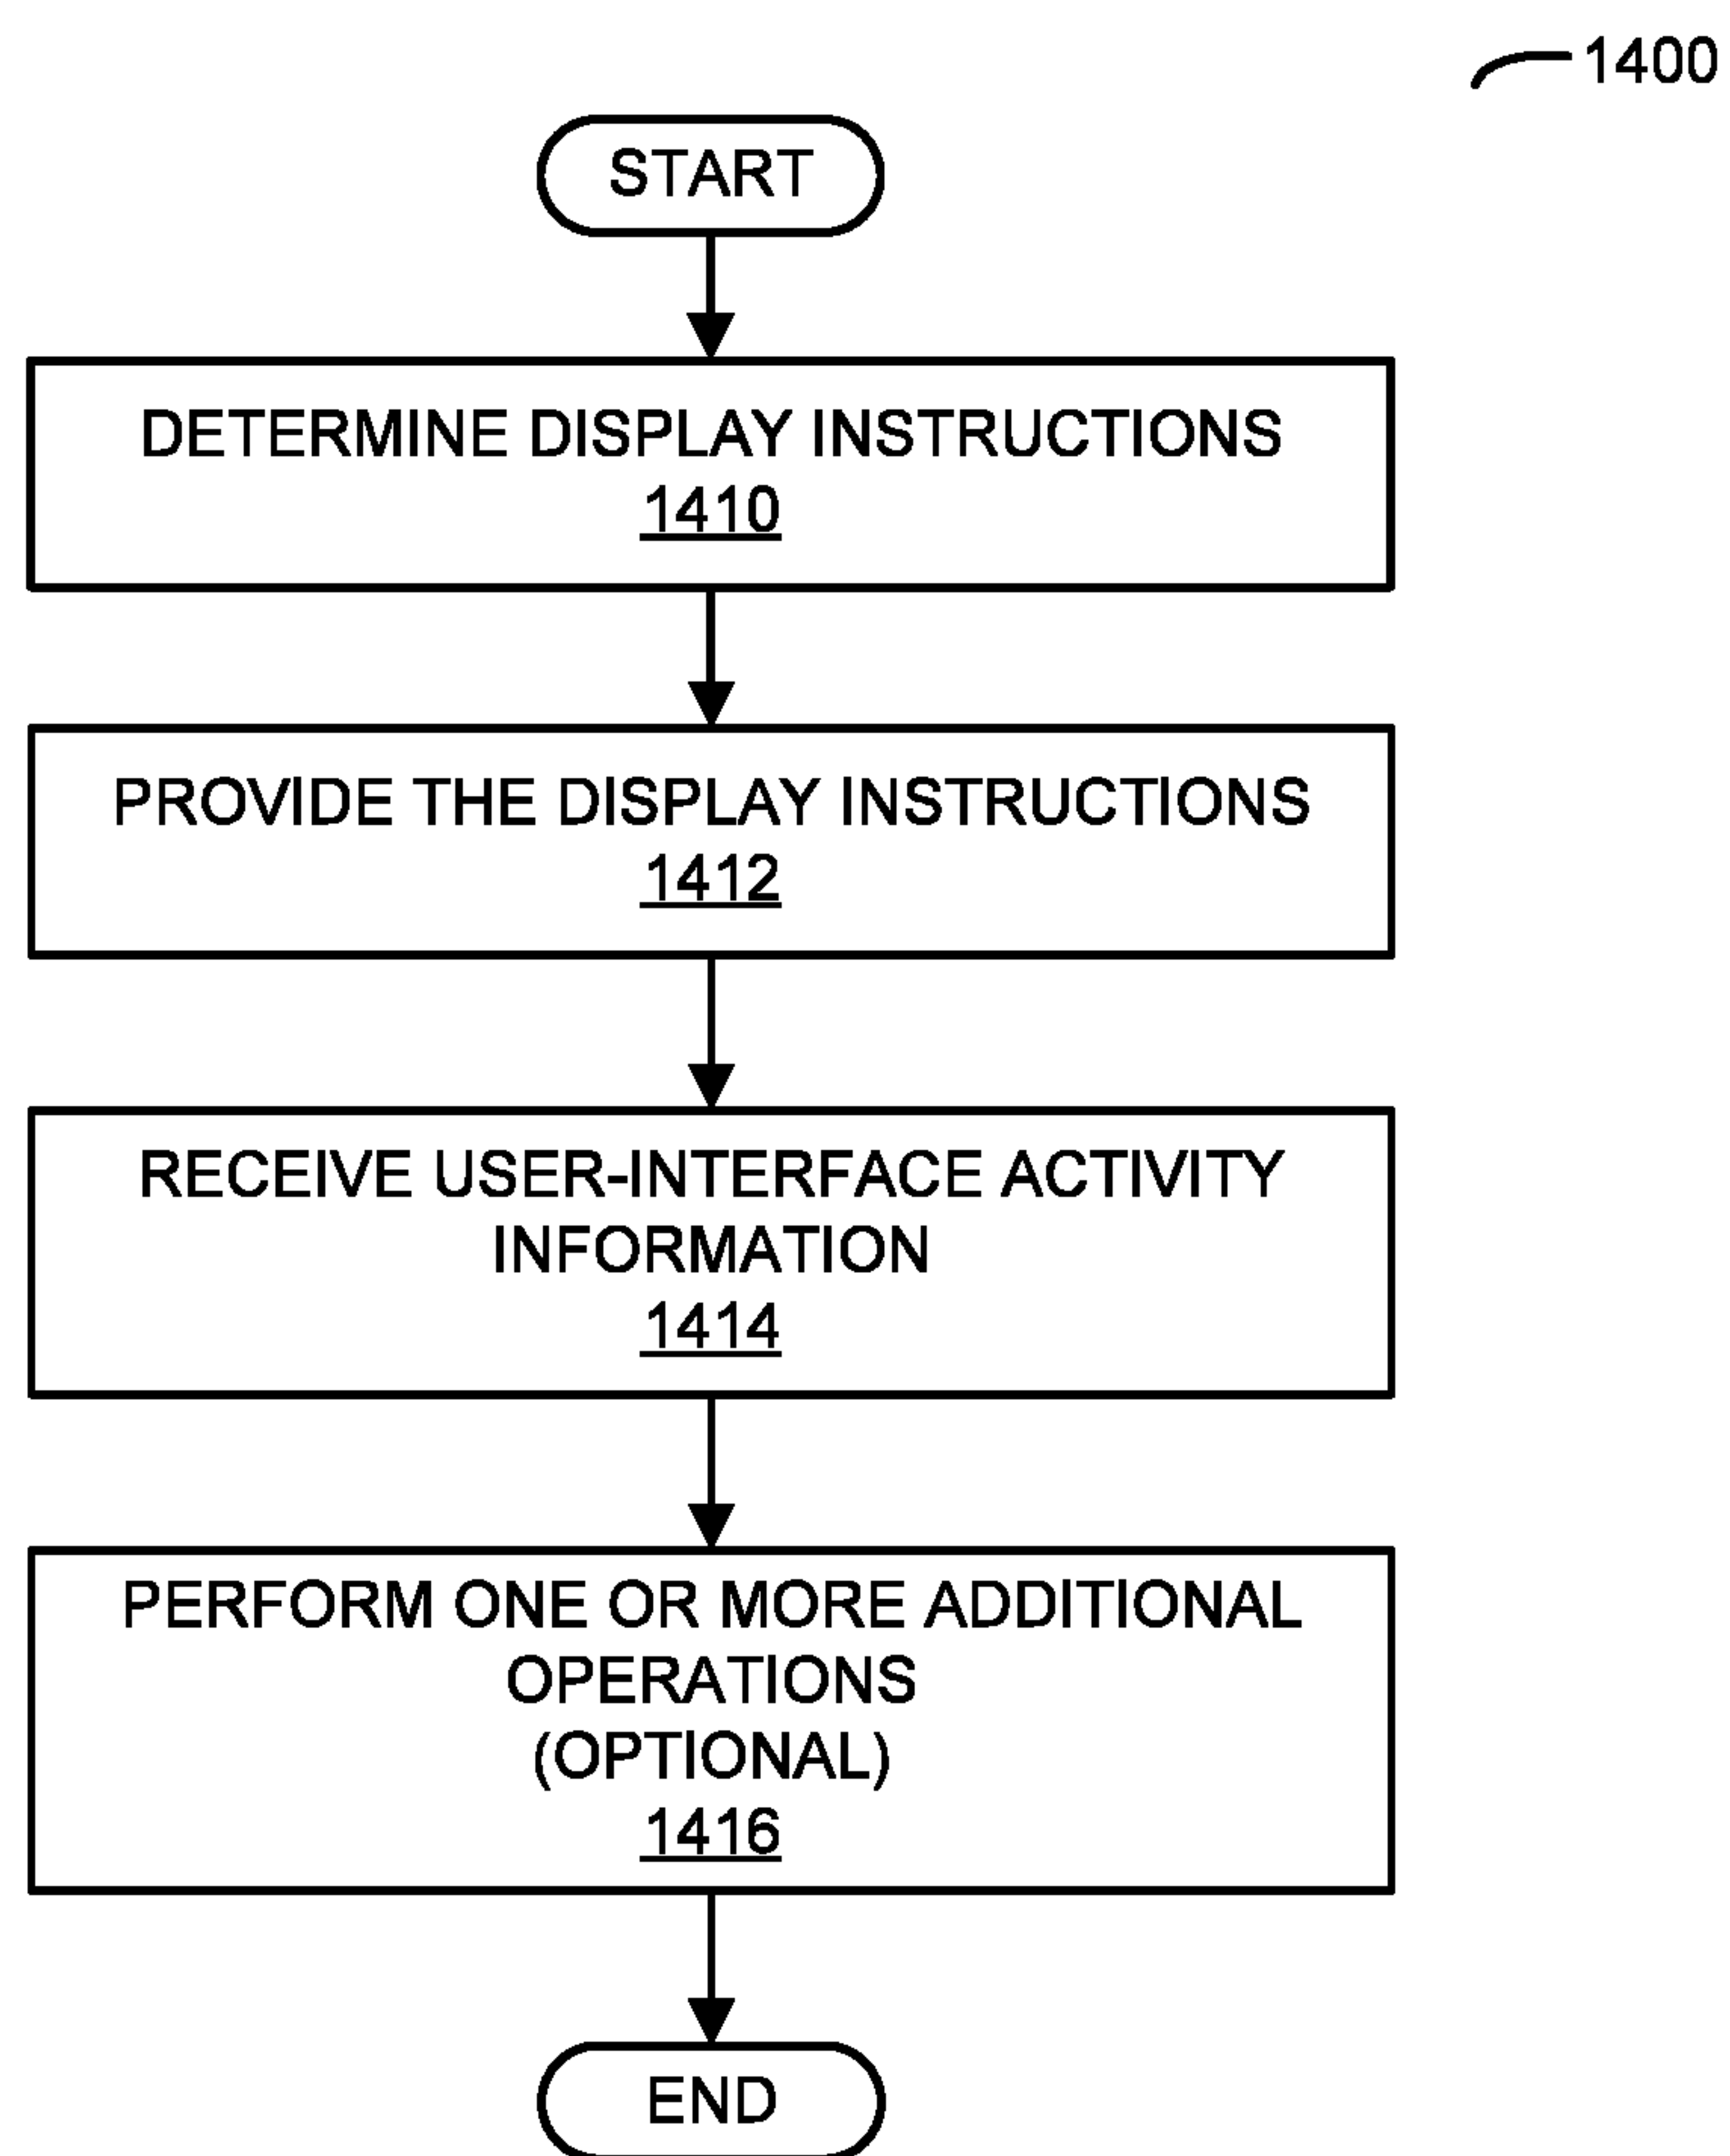 1400
START
DETERMINE DISPLAY INSTRUCTIONS
1410
PROVIDE THE DISPLAY INSTRUCTIONS
1412
RECEIVE USER-INTERFACE ACTIVITY
INFORMATION
1414
PERFORM ONE OR MORE ADDITIONAL
OPERATIONS
(OPTIONAL)
1416
END